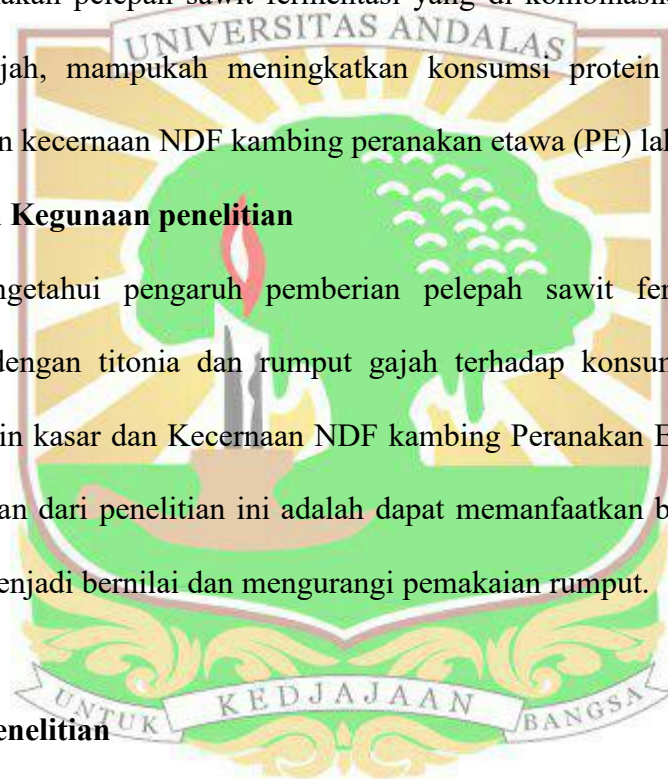 akan pelepah sawit fermentasi yang di kombinasik
UNIVERSITAS ANDALAS
jah, mampukah meningkatkan konsumsi protein
n kecernaan NDF kambing peranakan etawa (PE) lak
Kegunaan penelitian
ngetahui pengaruh pemberian pelepah sawit fer
dengan titonia dan rumput gajah terhadap konsum
in kasar dan Kecernaan NDF kambing Peranakan E
an dari penelitian ini adalah dapat memanfaatkan b
enjadi bernilai dan mengurangi pemakaian rumput.
UNTUK KEDJAJAAN BANGSA
enelitian